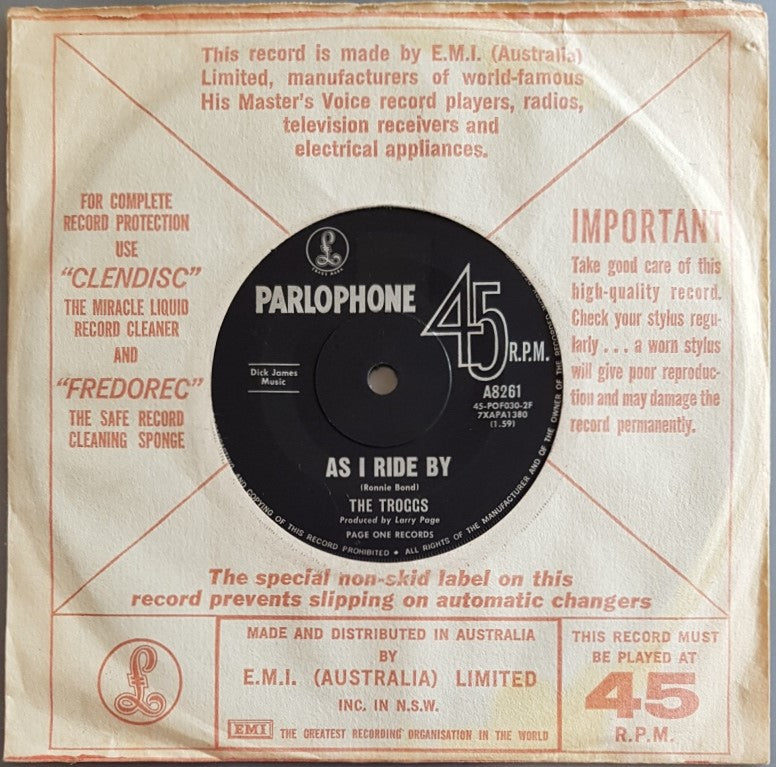 This record is made by E.M.I. (Australia)
Limited, manufacturers of world-famous
His Master's Voice record players, radios,
television receivers and
electrical appliances.
FOR COMPLETE
RECORD PROTECTION
USE
"CLENDISC"
THE MIRACLE LIQUID
RECORD CLEANER
AND
"FREDOREC"
THE SAFE RECORD
CLEANING SPONGE
£
TRADE MARK
PARLOPHONE
45
R.P.M.
Dick James
Music
A8261
45-POF030-2F
7XAPA1380
(1.59)
AS I RIDE BY
(Ronnie Bond)
THE TROGGS
Produced by Larry Page
PAGE ONE RECORDS
AND COPYING OF THIS RECORD PROHIBITED • ALL RIGHTS OF THE MANUFACTURER AND OF THE OWNER OF THE RECORDED
IMPORTANT
Take good care of this
high-quality record.
Check your stylus regu-
larly . . . a worn stylus
will give poor reproduc-
tion and may damage the
record permanently.
The special non-skid label on this
record prevents slipping on automatic changers
£
MADE AND DISTRIBUTED IN AUSTRALIA
BY
E.M.I. (AUSTRALIA) LIMITED
INC. IN N.S.W.
EMI THE GREATEST RECORDING ORGANISATION IN THE WORLD
THIS RECORD MUST
BE PLAYED AT
45
R.P.M.